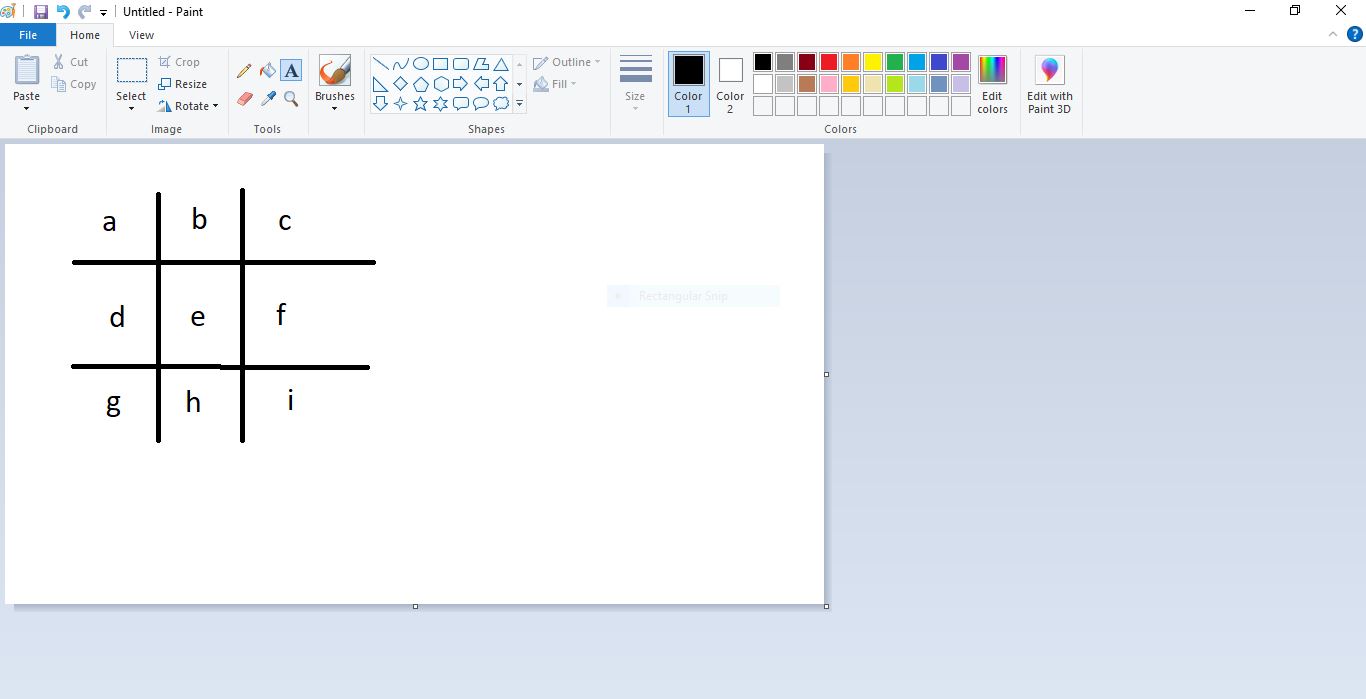 Untitled - Paint
File Home View
Paste
Cut
Copy
Clipboard
Select
Crop
Resize
Rotate
Image
A
Tools
Brushes
Shapes
Outline
Fill
Size
Color 1
Color 2
Edit colors
Colors
Edit with Paint 3D
?
a b c
d e f
g h i
Rectangular Snip